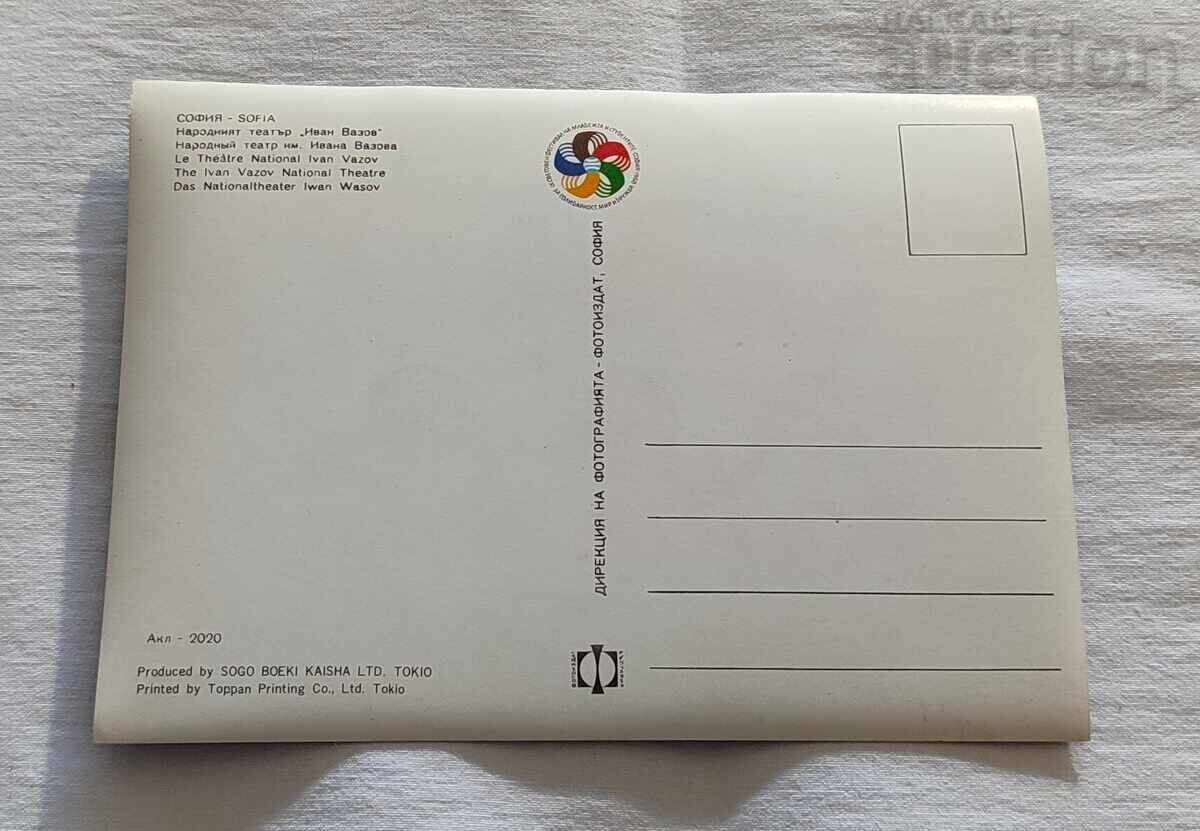 BALKAN
auction
СОФИЯ - SOFIA
Народният театър „Иван Вазов"
Народный театр им. Ивана Вазова
Le Théâtre National Ivan Vazov
The Ivan Vazov National Theatre
Das Nationaltheater Iwan Wasov
ДИРЕКЦИЯ НА ФОТОГРАФИЯТА - ФОТОИЗДАТ, СОФИЯ
Акл - 2020
Produced by SOGO BOEKI KAISHA LTD, TOKIO
Printed by Toppan Printing Co., Ltd. Tokio